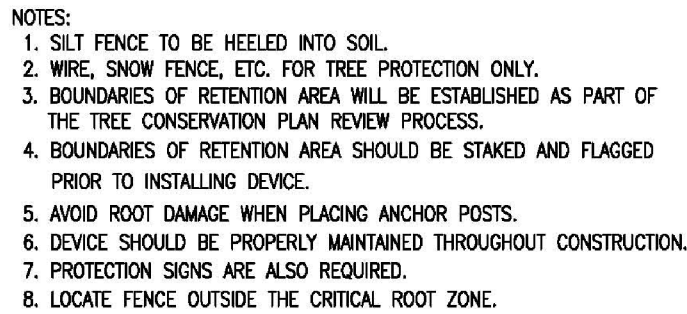 NOTES:
1. SILT FENCE TO BE HEELED INTO SOIL.
2. WIRE, SNOW FENCE, ETC. FOR TREE PROTECTION ONLY.
3. BOUNDARIES OF RETENTION AREA WILL BE ESTABLISHED AS PART OF
THE TREE CONSERVATION PLAN REVIEW PROCESS.
4. BOUNDARIES OF RETENTION AREA SHOULD BE STAKED AND FLAGGED
PRIOR TO INSTALLING DEVICE.
5. AVOID ROOT DAMAGE WHEN PLACING ANCHOR POSTS.
6. DEVICE SHOULD BE PROPERLY MAINTAINED THROUGHOUT CONSTRUCTION.
7. PROTECTION SIGNS ARE ALSO REQUIRED.
8. LOCATE FENCE OUTSIDE THE CRITICAL ROOT ZONE.